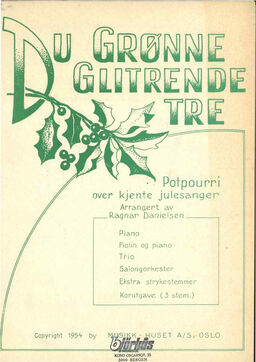 DU GRØNNE
GLITRENDE
TRE
Potpourri
over kjente julesanger
Arrangert av
Ragnar Danielsen
Piano
Fiolin og piano
Trio
Salongorkester
Ekstra strykestemmer
Korutgave (3 stem.)
Copyright 1954 by MUSIKK-HUSET A/S, OSLO
5000 BERGEN